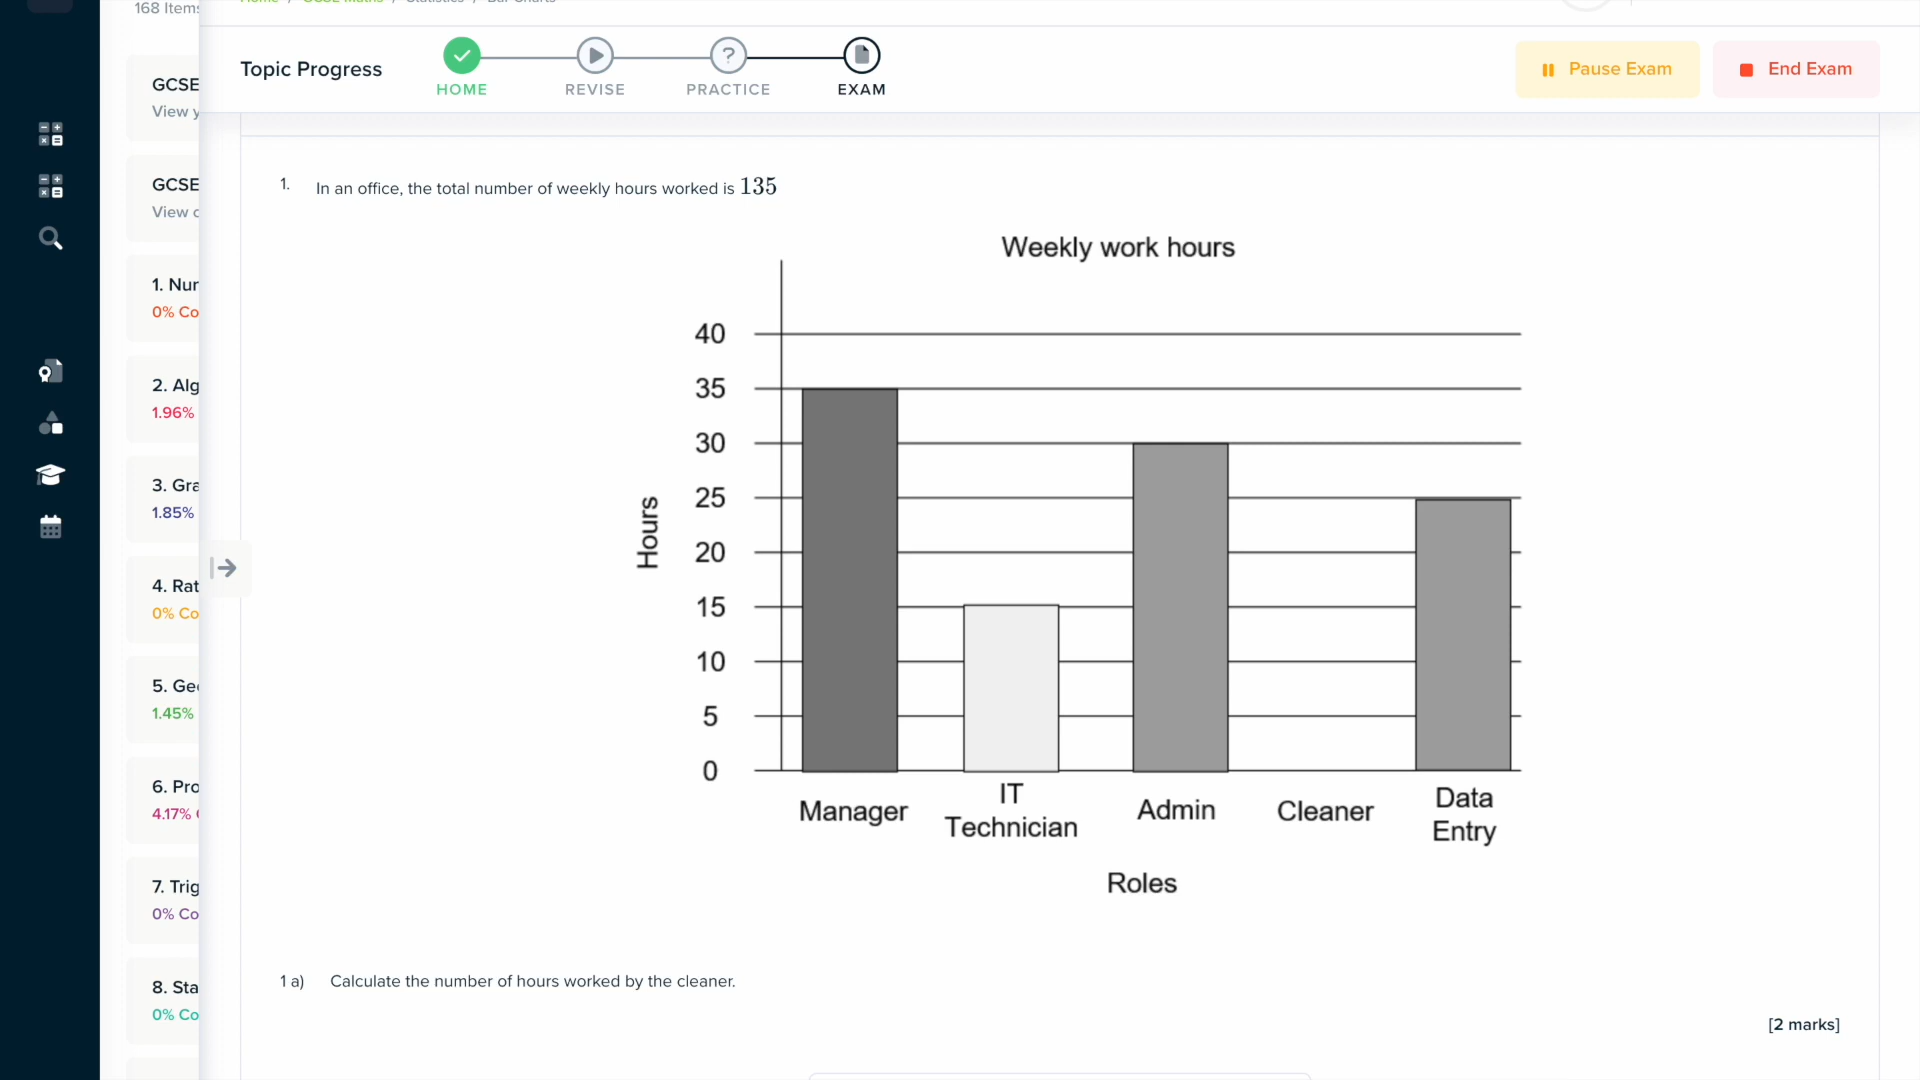 168 Items
Topic Progress
HOME
REVISE
PRACTICE
EXAM
Pause Exam
End Exam
GCSE
View y
GCSE
View
1. Nur
0% Co
2. Alg
1.96%
3. Gra
1.85%
4. Rat
0% Co
5. Geo
1.45%
6. Pro
4.17%
7. Trig
0% Co
8. Sta
0% Co
1. In an office, the total number of weekly hours worked is 135
Weekly work hours
40
35
30
25
20
15
10
5
0
Hours
Manager
IT
Technician
Admin
Cleaner
Data
Entry
Roles
1 a) Calculate the number of hours worked by the cleaner.
[2 marks]